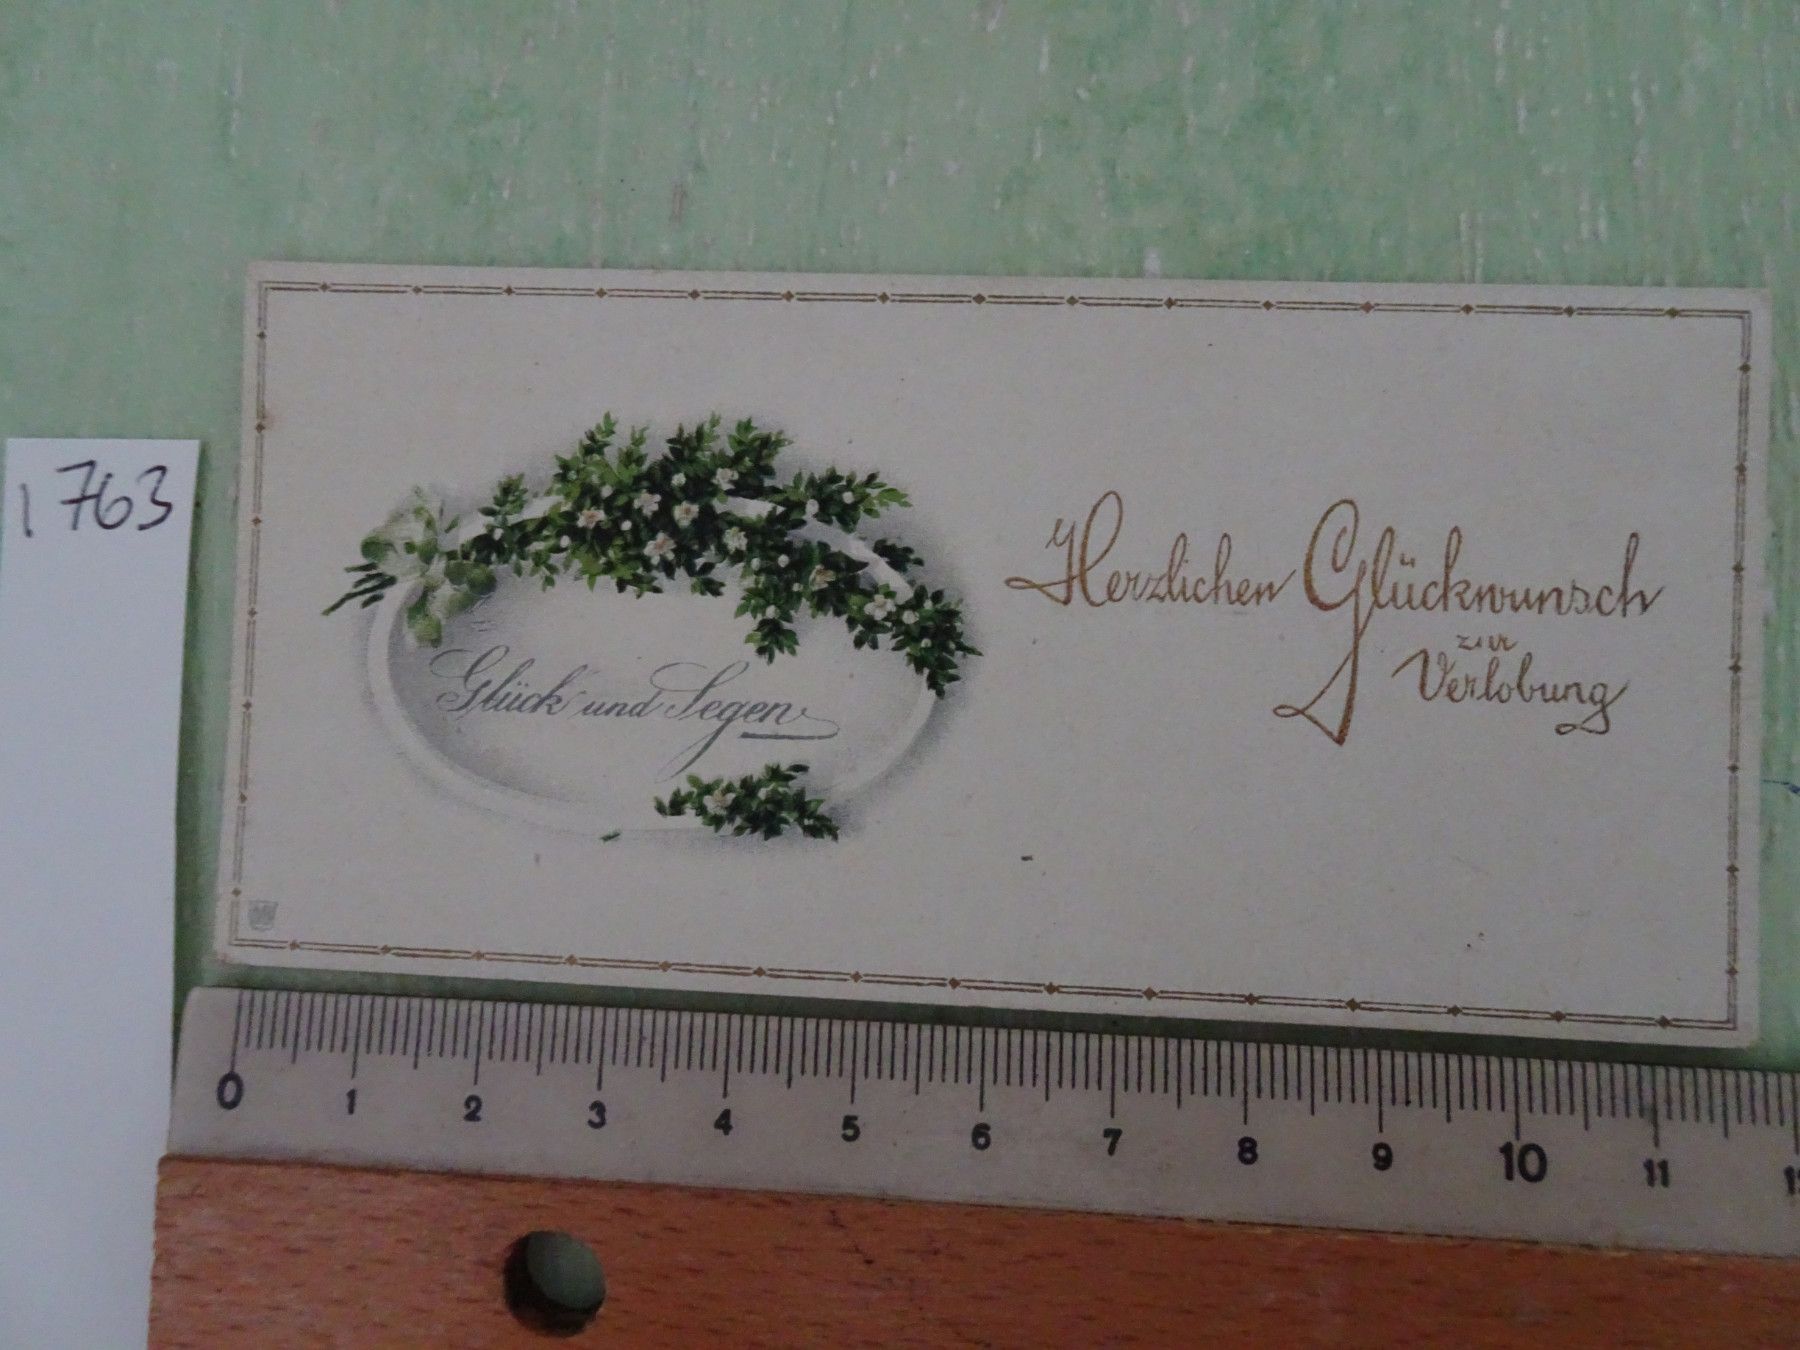 1763
Glück und Segen
Herzlichen Glückwunsch
zur
Verlobung
0 1 2 3 4 5 6 7 8 9 10 11